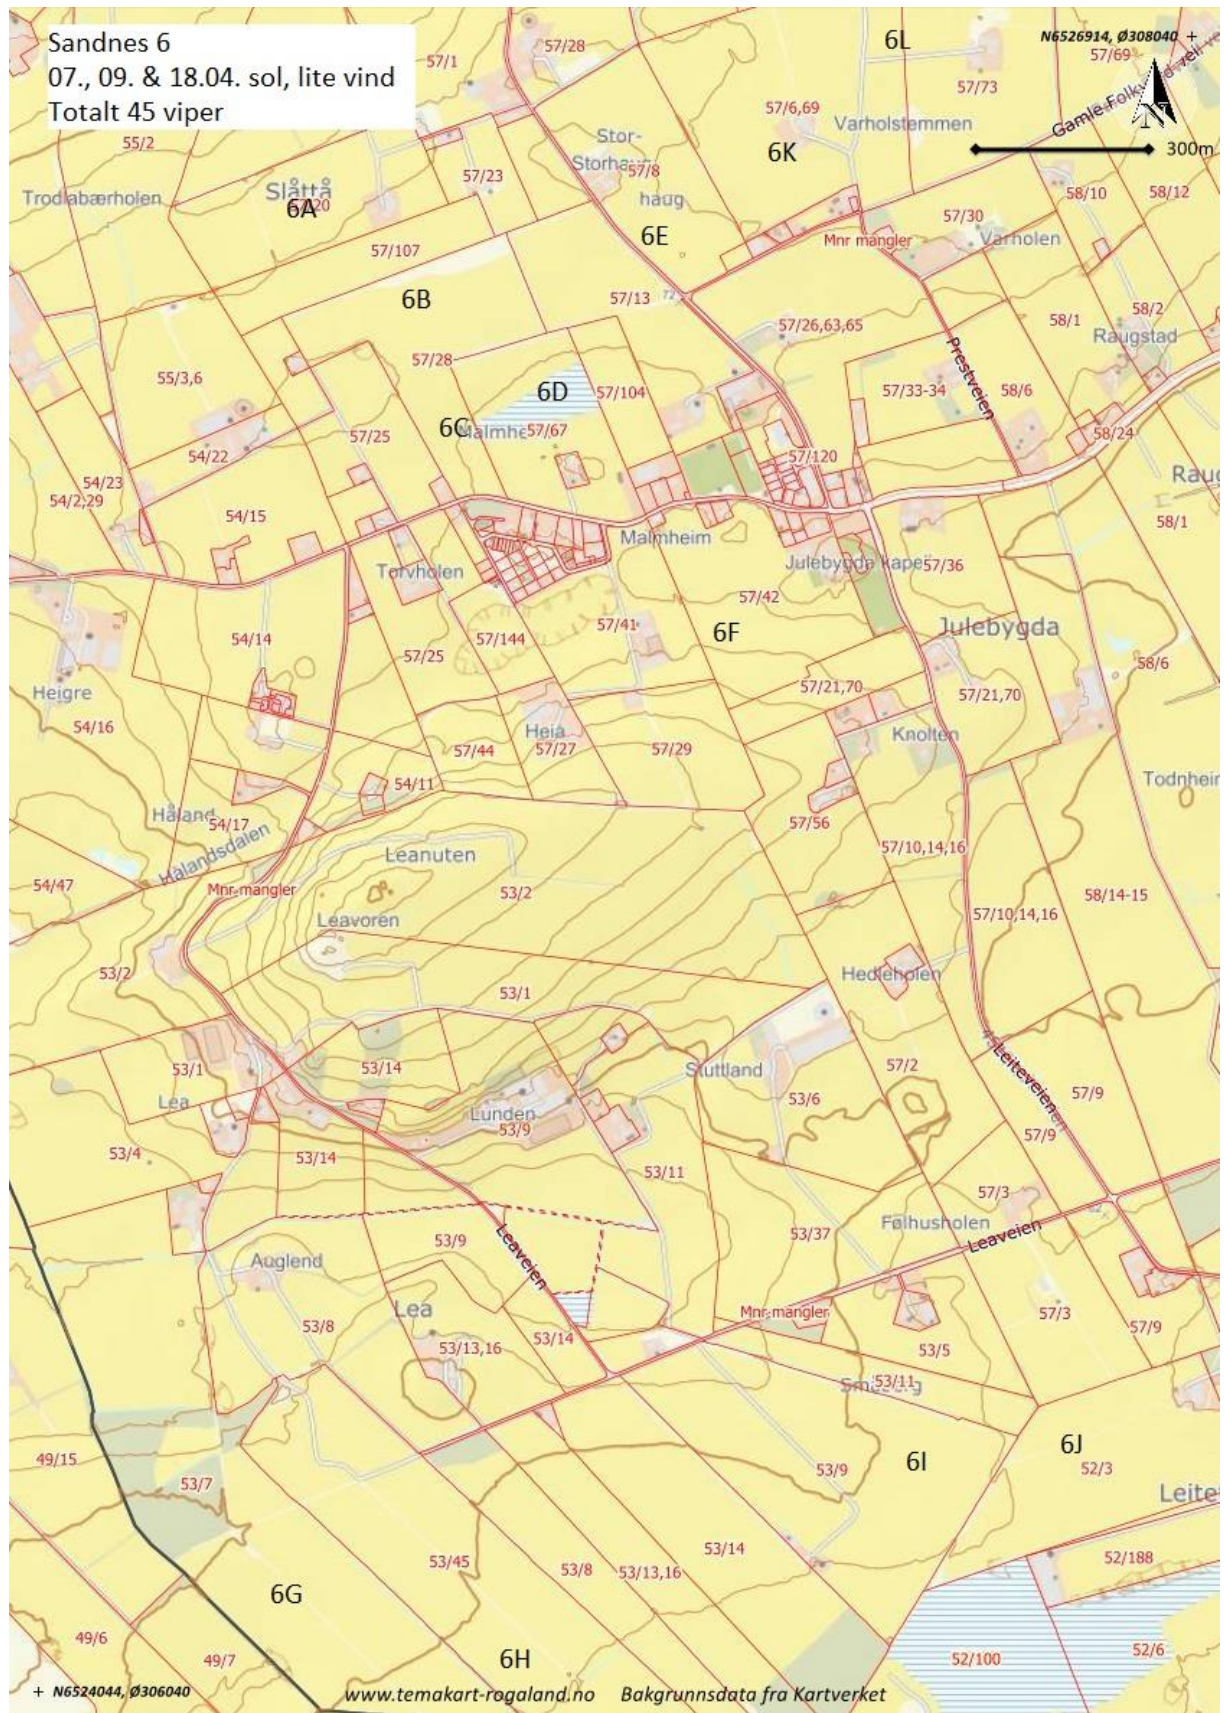 Sandnes 6
07., 09. & 18.04. sol, lite vind
Totalt 45 viper
57/28
6L
N6526914, Ø308040 +
57/1
57/69
57/73
57/6,69
Gamle Folkvord veil
Varholstemmen
N
55/2
Stor-
6K
300m
57/23
Storhaug
57/8
Trodlabærholen
Slåttå
haug
58/10
58/12
6A
57/30
6E
Mnr mangler
Varholen
57/107
6B
57/13
72
58/2
57/26,63,65
58/1
Raugstad
57/28
Prestveien
55/3,6
6D
57/104
57/33-34
58/6
6C
57/67
57/25
58/24
54/22
57/120
54/23
54/2,29
54/15
58/1
Malmheim
Julebygda kapell
57/36
Torvholen
57/42
57/41
6F
Julebygda
54/14
57/144
57/25
58/6
Heigre
57/21,70
57/21,70
54/16
Heia
Knolten
57/44
57/27
57/29
54/11
Todnheim
Håland
54/17
57/56
Hålandsdalen
57/10,14,16
Leanuten
54/47
Mnr mangler
53/2
58/14-15
Leavoren
57/10,14,16
53/2
Hedleholen
53/1
53/1
53/14
Stuttland
57/2
Leiteveien
57/9
53/6
Lea
Lunden
53/9
57/9
53/4
53/14
53/11
57/3
Følhusholen
53/9
Leaveien
53/37
Leaveien
Auglend
Lea
Mnr mangler
57/3
53/8
53/14
57/9
53/13,16
53/5
53/11
6J
49/15
6I
52/3
53/9
53/7
Leite
53/14
52/188
53/45
53/8
53/13,16
6G
49/6
52/6
49/7
6H
52/100
+ N6524044, Ø306040
www.temakart-rogaland.no Bakgrunnsdata fra Kartverket